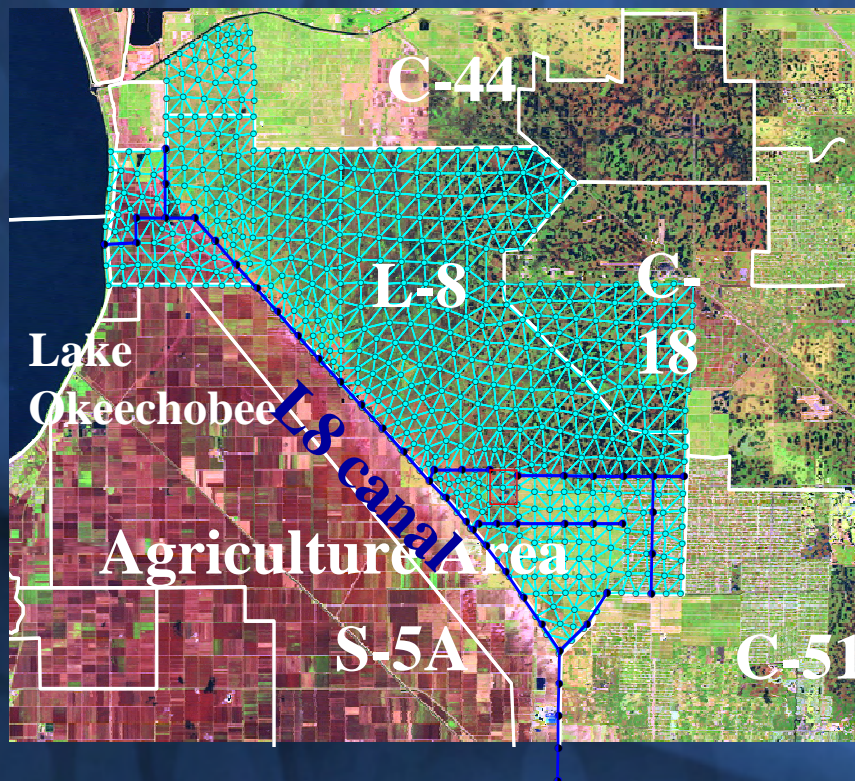 C-44
L-8
C-
18
Lake
Okeechobee
L8 canal
Agriculture Area
S-5A
C-51